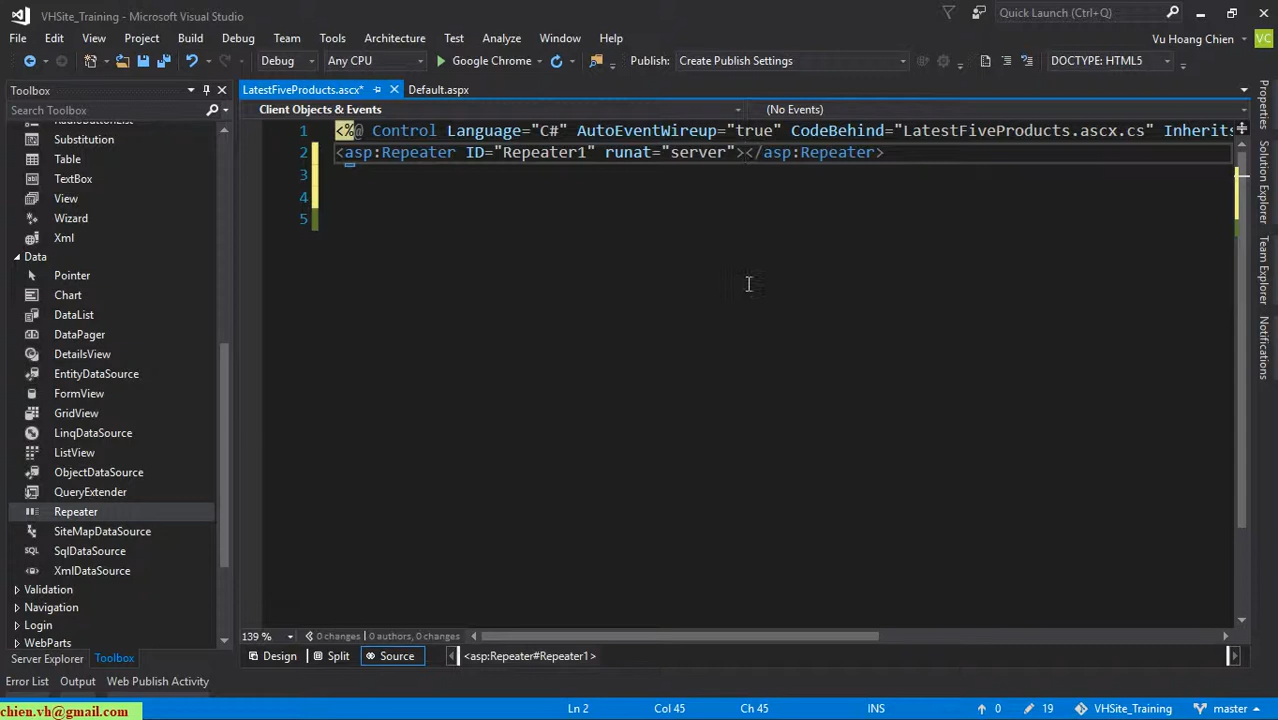 VHSite_Training - Microsoft Visual Studio
Quick Launch (Ctrl+Q)
File Edit View Project Build Debug Team Tools Architecture Test Analyze Window Help
Vu Hoang Chien VC
Debug Any CPU Google Chrome Publish: Create Publish Settings DOCTYPE: HTML5
Toolbox
LatestFiveProducts.ascx* Default.aspx
Search Toolbox
Client Objects & Events (No Events)
Substitution
Table
TextBox
View
Wizard
Xml
Data
Pointer
Chart
DataList
DataPager
DetailsView
EntityDataSource
FormView
GridView
LinqDataSource
ListView
ObjectDataSource
QueryExtender
Repeater
SiteMapDataSource
SqlDataSource
XmlDataSource
Validation
Navigation
Login
WebParts
Server Explorer Toolbox
1 <%@ Control Language="C#" AutoEventWireup="true" CodeBehind="LatestFiveProducts.ascx.cs" Inherits
2 <asp:Repeater ID="Repeater1" runat="server"></asp:Repeater>
3
4
5
139 % 0 changes | 0 authors, 0 changes
Design Split Source <asp:Repeater#Repeater1>
Properties
Solution Explorer
Team Explorer
Notifications
Error List Output Web Publish Activity
chien.vh@gmail.com
Ln 2 Col 45 Ch 45 INS 0 19 VHSite_Training master